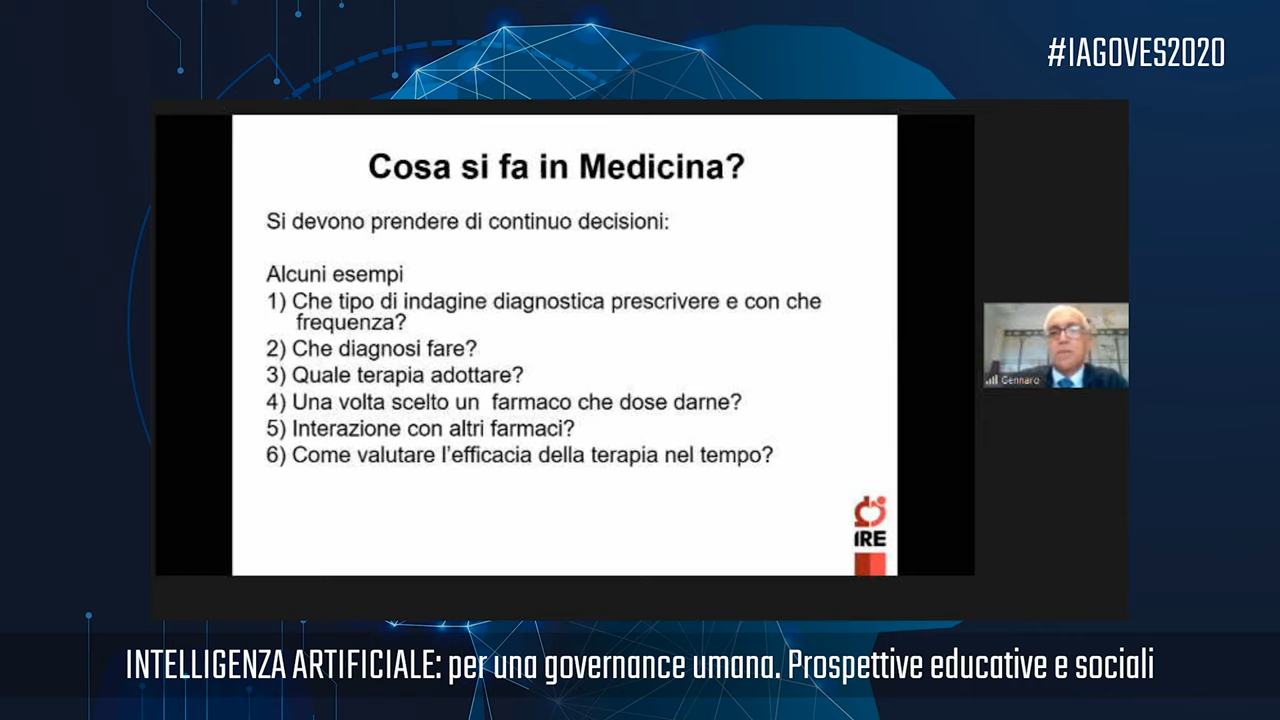 #IAGOVES2020
Cosa si fa in Medicina?
Si devono prendere di continuo decisioni:
Alcuni esempi
1) Che tipo di indagine diagnostica prescrivere e con che
frequenza?
2) Che diagnosi fare?
3) Quale terapia adottare?
4) Una volta scelto un farmaco che dose darne?
5) Interazione con altri farmaci?
6) Come valutare l'efficacia della terapia nel tempo?
IRE
Gennaro
INTELLIGENZA ARTIFICIALE: per una governance umana. Prospettive educative e sociali